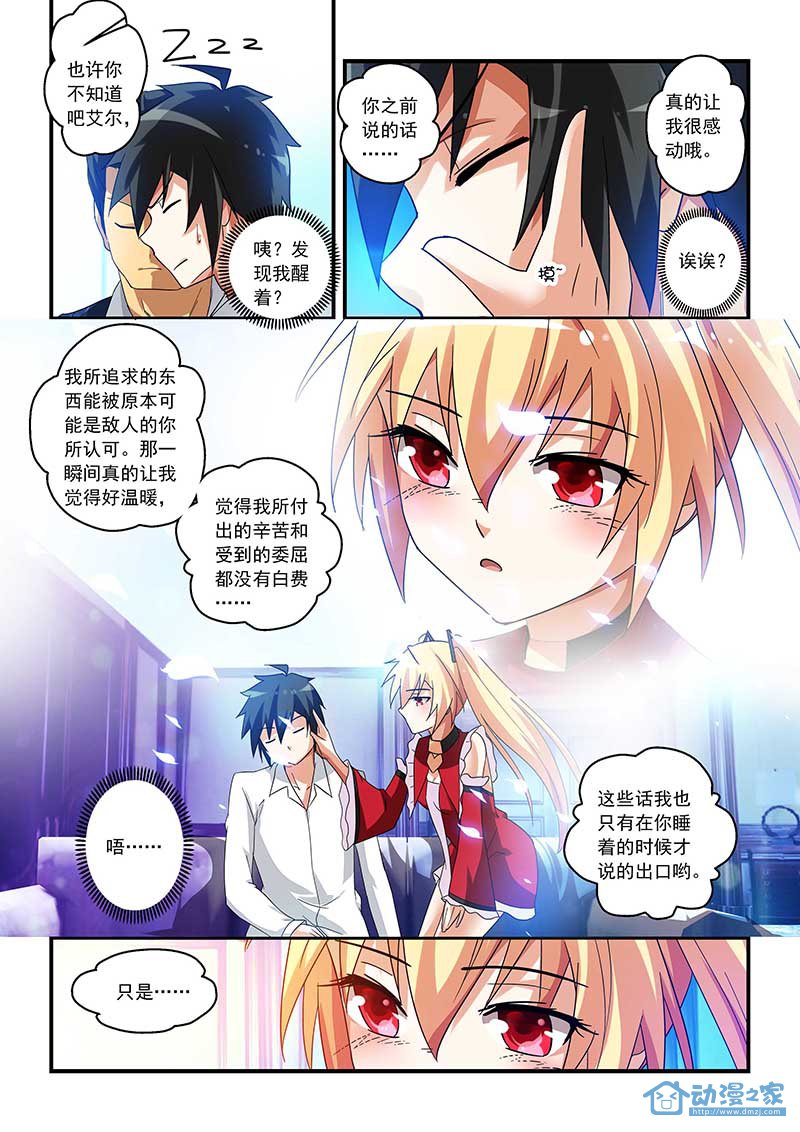 Zzz
也许你
不知道
吧艾尔，
咦？发
现我醒
着？
你之前
说的话
……
真的让
我很感
动哦。
摸~
诶诶？
我所追求的东
西能被原本可
能是敌人的你
所认可。那一
瞬间真的让我
觉得好温暖，
觉得我所付
出的辛苦和
受到的委屈
都没有白费
……
唔……
这些话我也
只有在你睡
着的时候才
说的出口哟。
只是……
动漫之家
http://www.dmzj.com